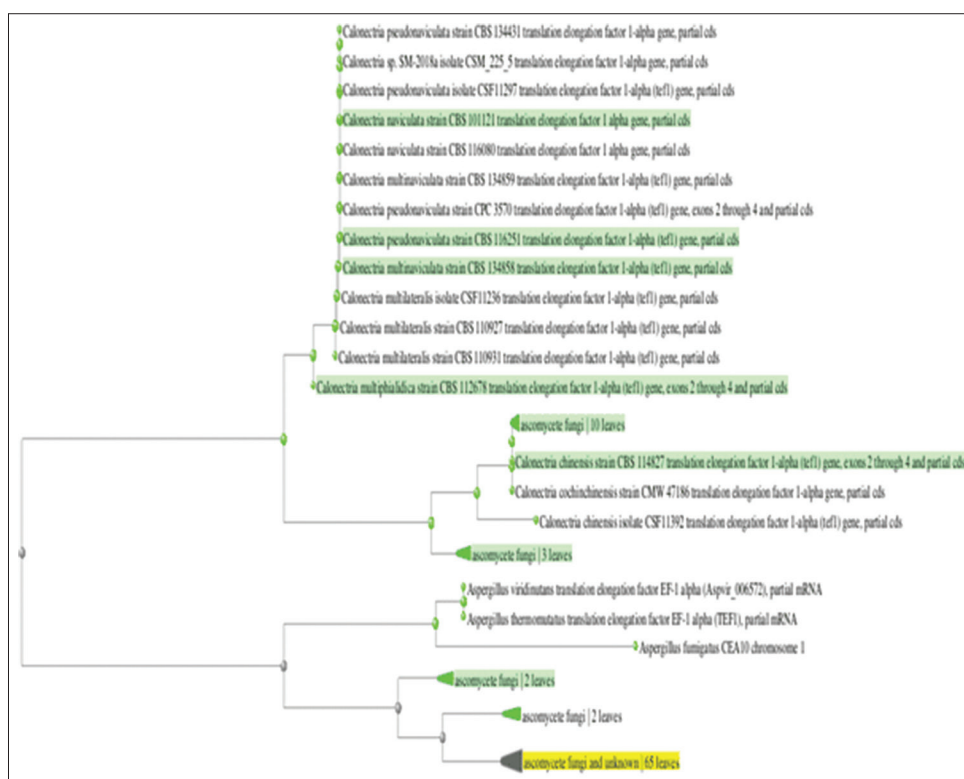 Calonectria pseudonaviculata strain CBS 134431 translation elongation factor 1-alpha gene, partial cds
Calonectria sp. SM-2018a isolate CSM_225_5 translation elongation factor 1-alpha gene, partial cds
Calonectria pseudonaviculata isolate CSF11297 translation elongation factor 1-alpha (tef1) gene, partial cds
Calonectria naviculata strain CBS 101121 translation elongation factor 1 alpha gene, partial cds
Calonectria naviculata strain CBS 116080 translation elongation factor 1 alpha gene, partial cds
Calonectria multinaviculata strain CBS 134859 translation elongation factor 1-alpha (tef1) gene, partial cds
Calonectria pseudonaviculata strain CPC 3570 translation elongation factor 1-alpha (tef1) gene, exons 2 through 4 and partial cds
Calonectria pseudonaviculata strain CBS 116251 translation elongation factor 1-alpha (tef1) gene, partial cds
Calonectria multinaviculata strain CBS 134858 translation elongation factor 1-alpha (tef1) gene, partial cds
Calonectria multilateralis isolate CSF11236 translation elongation factor 1-alpha (tef1) gene, partial cds
Calonectria multilateralis strain CBS 110927 translation elongation factor 1-alpha (tef1) gene, partial cds
Calonectria multilateralis strain CBS 110931 translation elongation factor 1-alpha (tef1) gene, partial cds
Calonectria multiphialidica strain CBS 112678 translation elongation factor 1-alpha (tef1) gene, exons 2 through 4 and partial cds
ascomycete fungi | 10 leaves
Calonectria chinensis strain CBS 114827 translation elongation factor 1-alpha (tef1) gene, exons 2 through 4 and partial cds
Calonectria cochinchinensis strain CMW 47186 translation elongation factor 1-alpha gene, partial cds
Calonectria chinensis isolate CSF11392 translation elongation factor 1-alpha (tef1) gene, partial cds
ascomycete fungi | 3 leaves
Aspergillus viridinutans translation elongation factor EF-1 alpha (Aspvir_006572), partial mRNA
Aspergillus thermomutatus translation elongation factor EF-1 alpha (TEF1), partial mRNA
Aspergillus fumigatus CEA10 chromosome 1
ascomycete fungi | 2 leaves
ascomycete fungi | 2 leaves
ascomycete fungi and unknown | 65 leaves